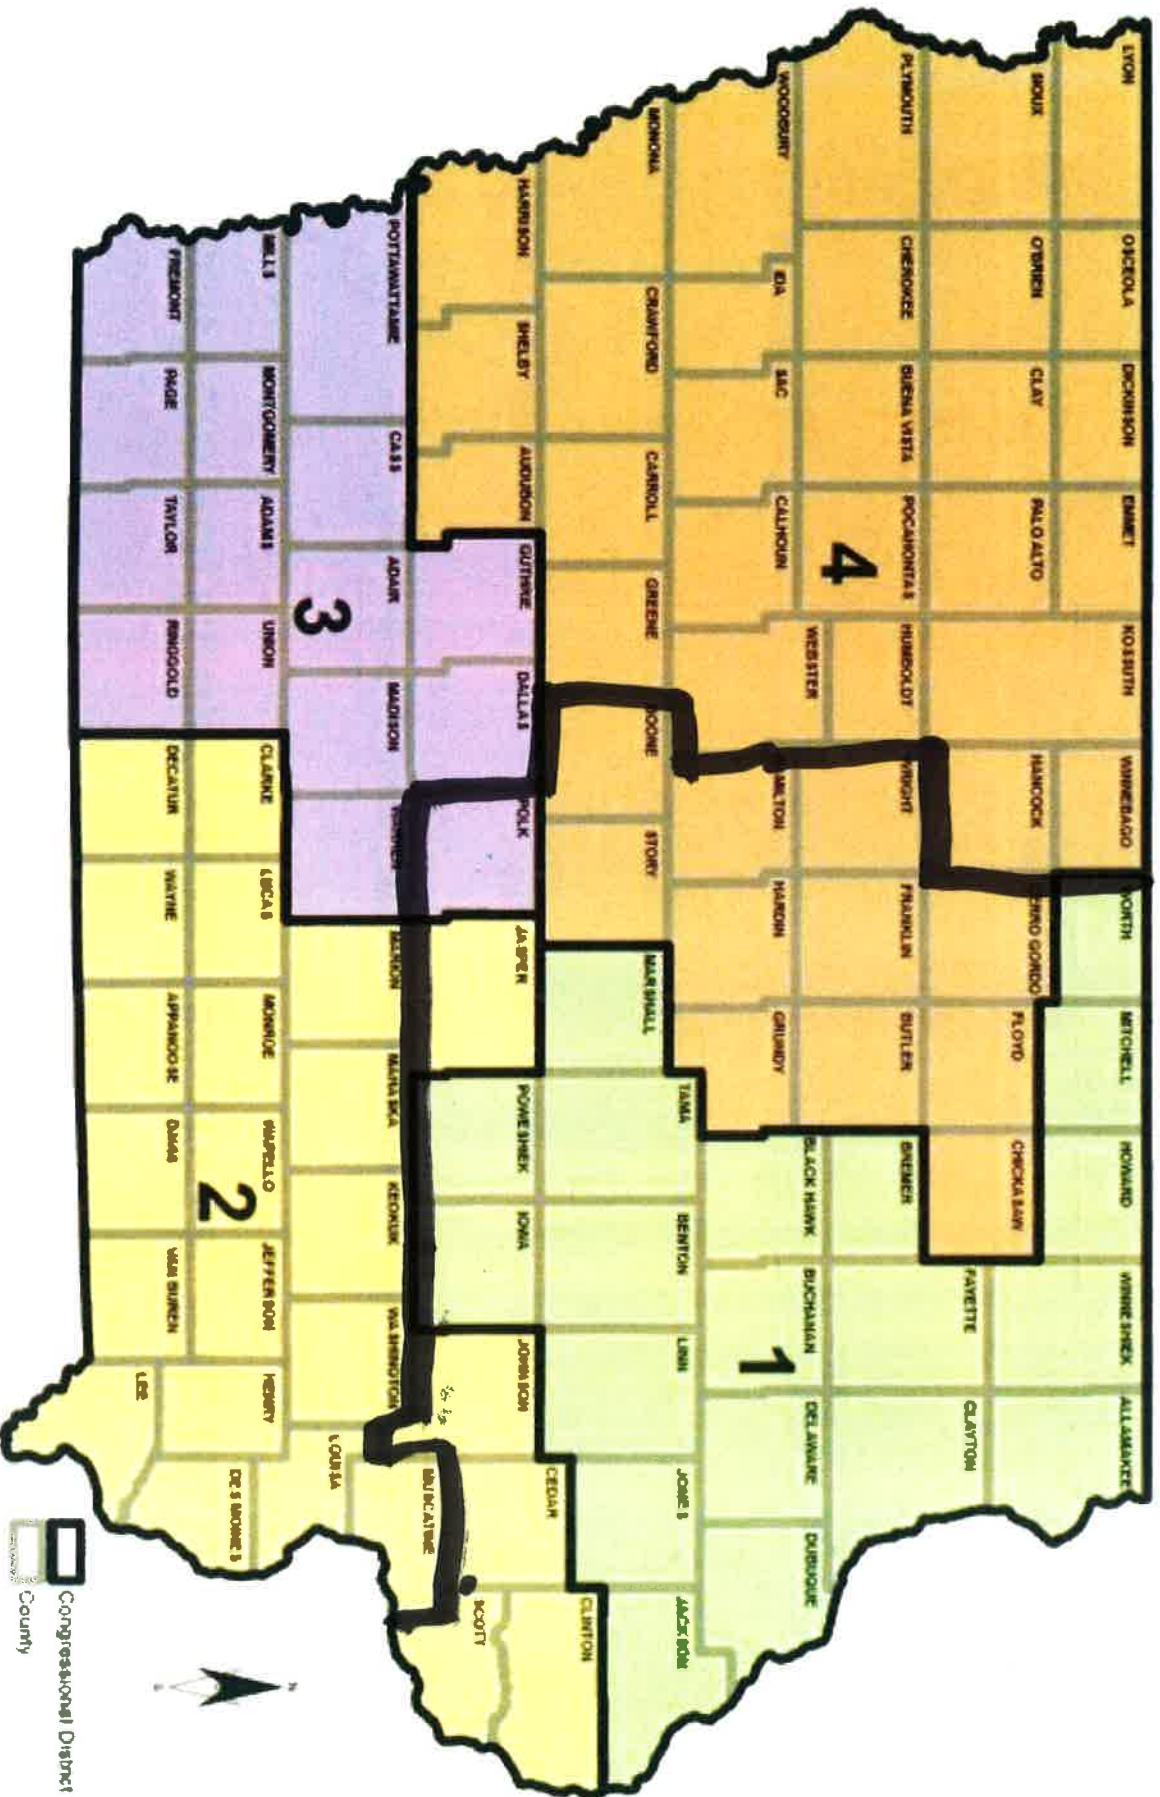 LYON
OSCEOLA
DICKINSON
EMMET
KOSSUTH
WINNEBAGO
WORTH
MITCHELL
HOWARD
WINNESHIEK
ALLAMAKEE
SIOUX
O'BRIEN
CLAY
PALO ALTO
HANCOCK
GORDO
FLOYD
CHICKASAW
FAYETTE
CLAYTON
PLYMOUTH
CHEROKEE
BUENA VISTA
POCAHONTAS
HUMBOLDT
WRIGHT
FRANKLIN
BUTLER
BREMER
4
WOODBURY
IDA
SAC
CALHOUN
WEBSTER
HARDIN
GRUNDY
BLACK HAWK
BUCHANAN
DELAWARE
DUBUQUE
1
MONONA
CRAWFORD
CARROLL
GREENE
STORY
MARSHALL
TAMA
BENTON
LINN
JONES
JACKSON
HARRISON
SHELBY
AUDUBON
GUTHRIE
DALLAS
POLK
JASPER
POWESHIEK
IOWA
JOHNSON
CEDAR
CLINTON
SCOTT
POTTAWATTAMIE
CASS
ADAIR
MADISON
MARION
MAHASKA
KEOKUK
WASHINGTON
MUSCATINE
3
LOUISA
MILLS
MONTGOMERY
ADAMS
UNION
CLARKE
LUCAS
MONROE
WAPELLO
JEFFERSON
HENRY
DES MOINES
2
FREMONT
PAGE
TAYLOR
RINGGOLD
DECATUR
WAYNE
APPANOOSE
DAVIS
VAN BUREN
LEE
N
S
Congressional District
County